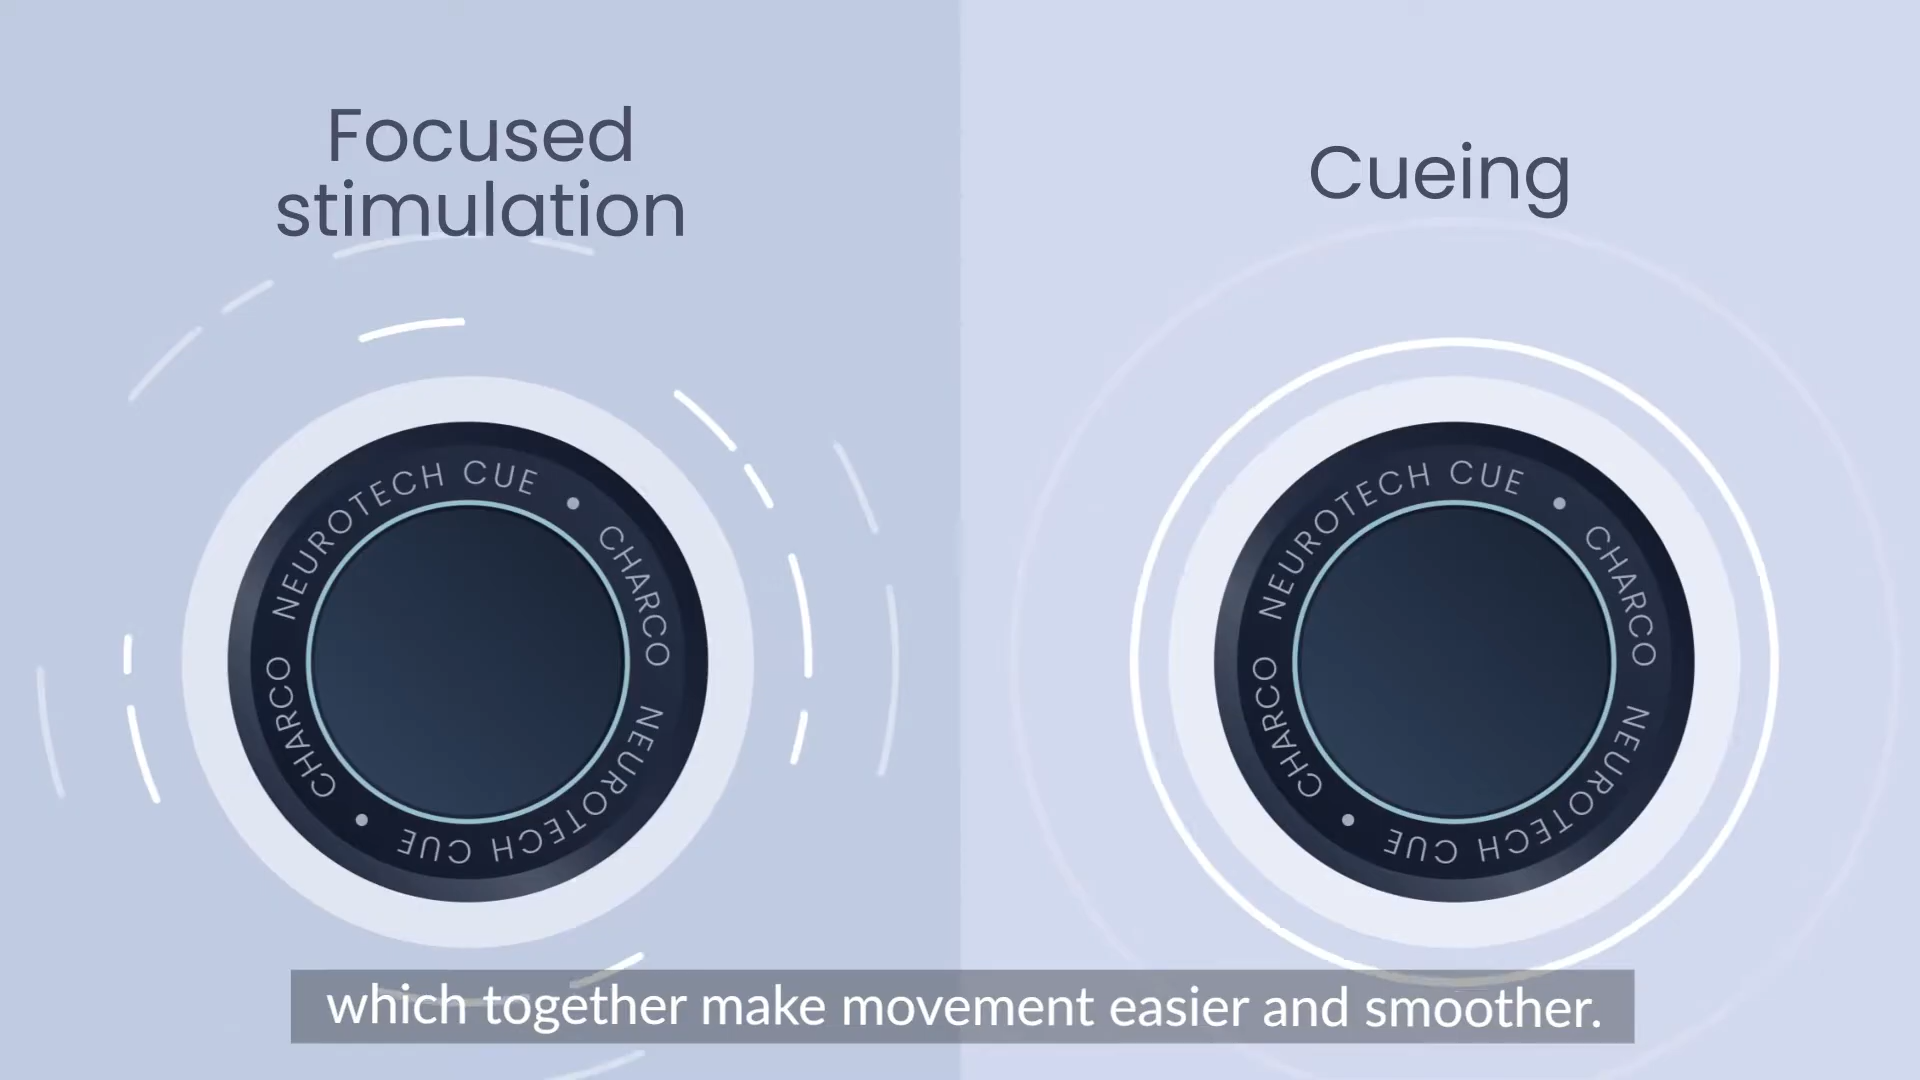 Focused
stimulation
Cueing
NEUROTECH CUE • CHARCO
NEUROTECH CUE • CHARCO
NEUROTECH CUE • CHARCO
NEUROTECH CUE • CHARCO
which together make movement easier and smoother.